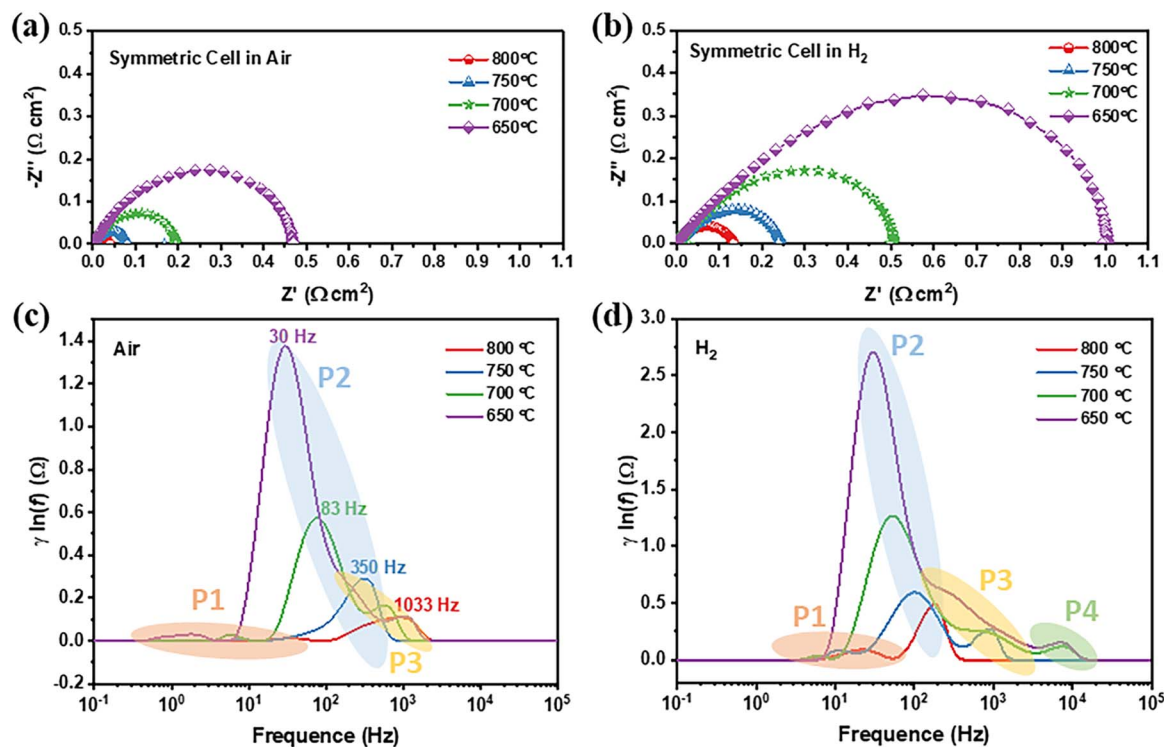 (a)
Symmetric Cell in Air
800°C
750°C
700°C
650°C
-Z'' (Ω cm²)
0.5
0.4
0.3
0.2
0.1
0.0
0.0 0.1 0.2 0.3 0.4 0.5 0.6 0.7 0.8 0.9 1.0 1.1
Z' (Ω cm²)
(b)
Symmetric Cell in H₂
800°C
750°C
700°C
650°C
-Z'' (Ω cm²)
0.5
0.4
0.3
0.2
0.1
0.0
0.0 0.1 0.2 0.3 0.4 0.5 0.6 0.7 0.8 0.9 1.0 1.1
Z' (Ω cm²)
(c)
Air
30 Hz
P2
800 °C
750 °C
700 °C
650 °C
83 Hz
350 Hz
1033 Hz
P1
P3
γ ln(f) (Ω)
1.4
1.2
1.0
0.8
0.6
0.4
0.2
0.0
-0.2
10⁻¹ 10⁰ 10¹ 10² 10³ 10⁴ 10⁵
Frequence (Hz)
(d)
H₂
P2
800 °C
750 °C
700 °C
650 °C
P3
P1
P4
γ ln(f) (Ω)
3.0
2.5
2.0
1.5
1.0
0.5
0.0
10⁻¹ 10⁰ 10¹ 10² 10³ 10⁴ 10⁵
Frequence (Hz)